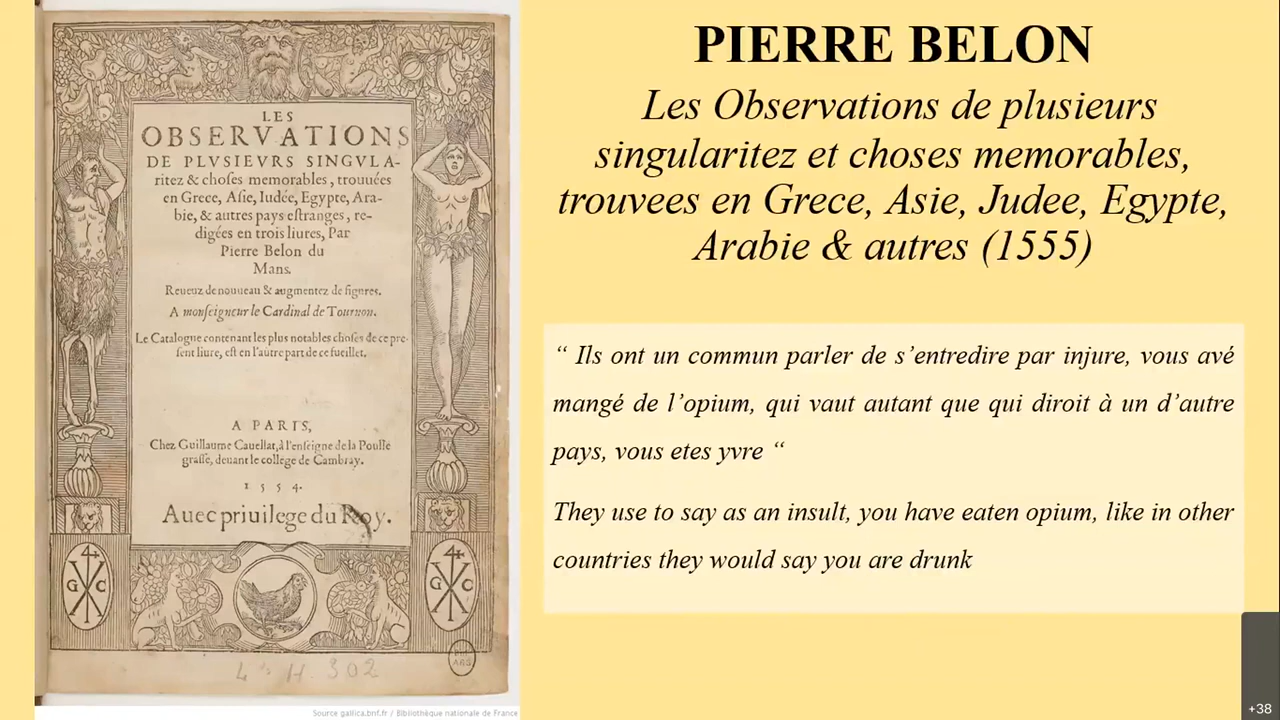 LES
OBSERVATIONS
DE PLVSIEVRS SINGVLA-
ritez & choses memorables, trouuées
en Grece, Asie, Iudée, Egypte, Ara-
bie, & autres pays estranges, re-
digées en trois liures, Par
Pierre Belon du
Mans.
Reueuz de nouueau & augmentez de figures.
A monseigneur le Cardinal de Tournon.
Le Catalogue contenant les plus notables choses de ce pre-
sent liure, est en l'autre part de ce fueillet.
A PARIS,
Chez Guillaume Cauellat, à l'enseigne de la Poulle
grasse, deuant le college de Cambray.
1554.
Auec priuilege du Roy.
G C
4
G C
4
4° H. 302
Source gallica.bnf.fr / Bibliothèque nationale de France
PIERRE BELON
Les Observations de plusieurs
singularitez et choses memorables,
trouvees en Grece, Asie, Judee, Egypte,
Arabie & autres (1555)
“ Ils ont un commun parler de s’entredire par injure, vous avé
mangé de l’opium, qui vaut autant que qui diroit à un d’autre
pays, vous etes yvre “
They use to say as an insult, you have eaten opium, like in other
countries they would say you are drunk
+38